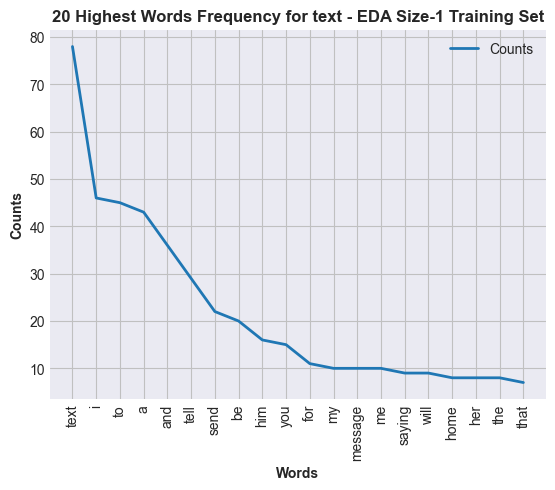 20 Highest Words Frequency for text - EDA Size-1 Training Set
Counts
80
70
60
50
40
30
20
10
Counts
text
i
to
a
and
tell
send
be
him
you
for
my
message
me
saying
will
home
her
the
that
Words